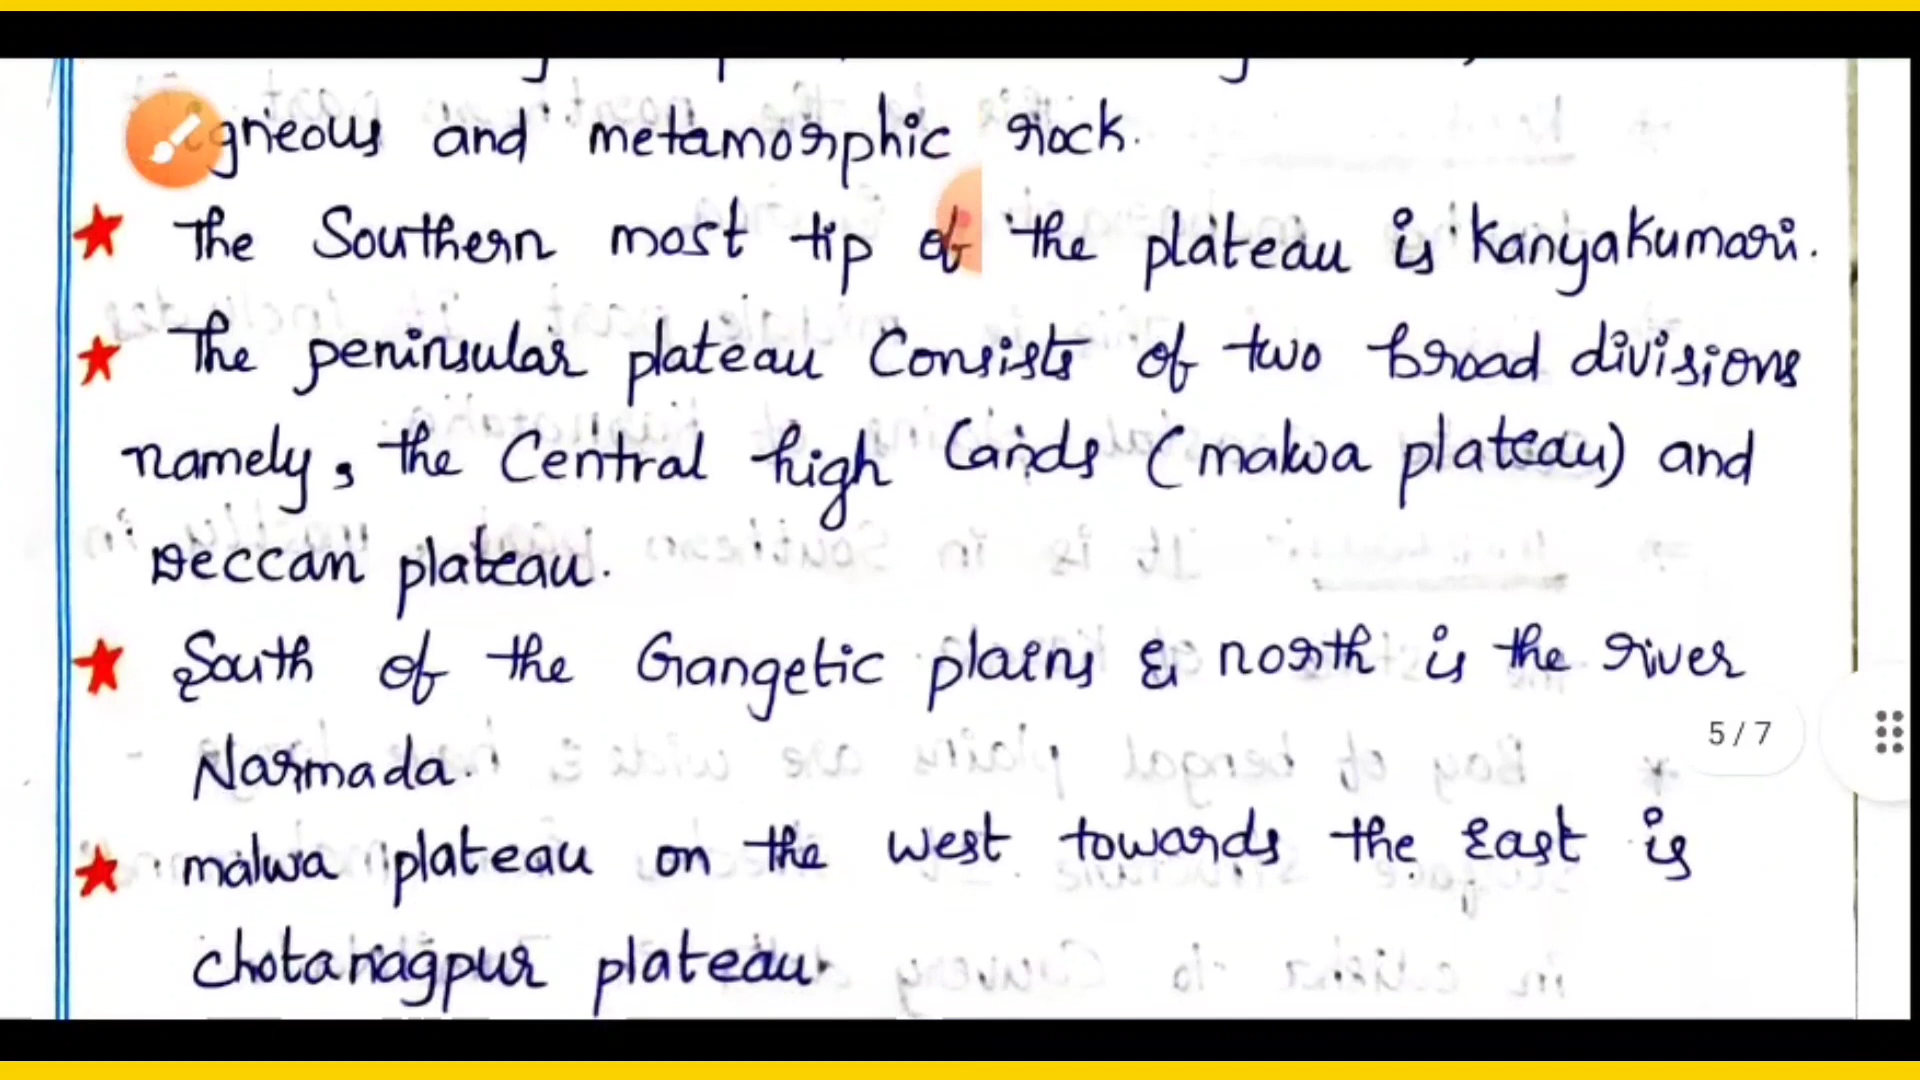 igneous and metamorphic rock.
The Southern most tip of the plateau is Kanyakumari.
The peninsular plateau Consists of two broad divisions
namely, the Central high Lands (malwa plateau) and
Deccan plateau.
South of the Gangetic plains & north is the river
Narmada.
malwa plateau on the west towards the East is
chotanagpur plateau.
5/7